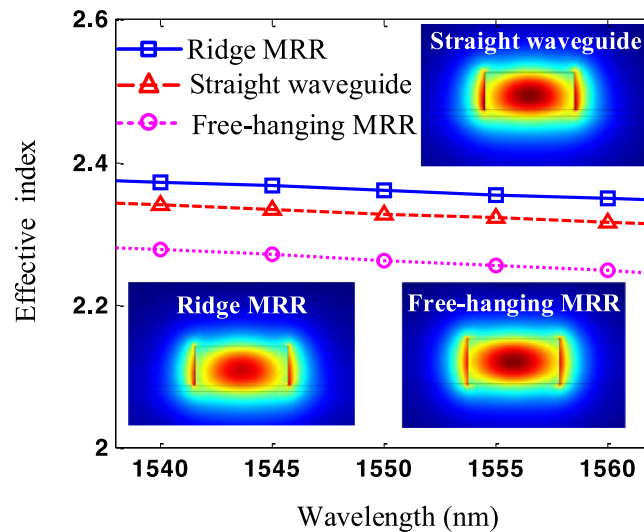 2.6
Straight waveguide
Ridge MRR
Straight waveguide
Free-hanging MRR
2.4
Effective index
2.2
Ridge MRR
Free-hanging MRR
2
1540 1545 1550 1555 1560
Wavelength (nm)